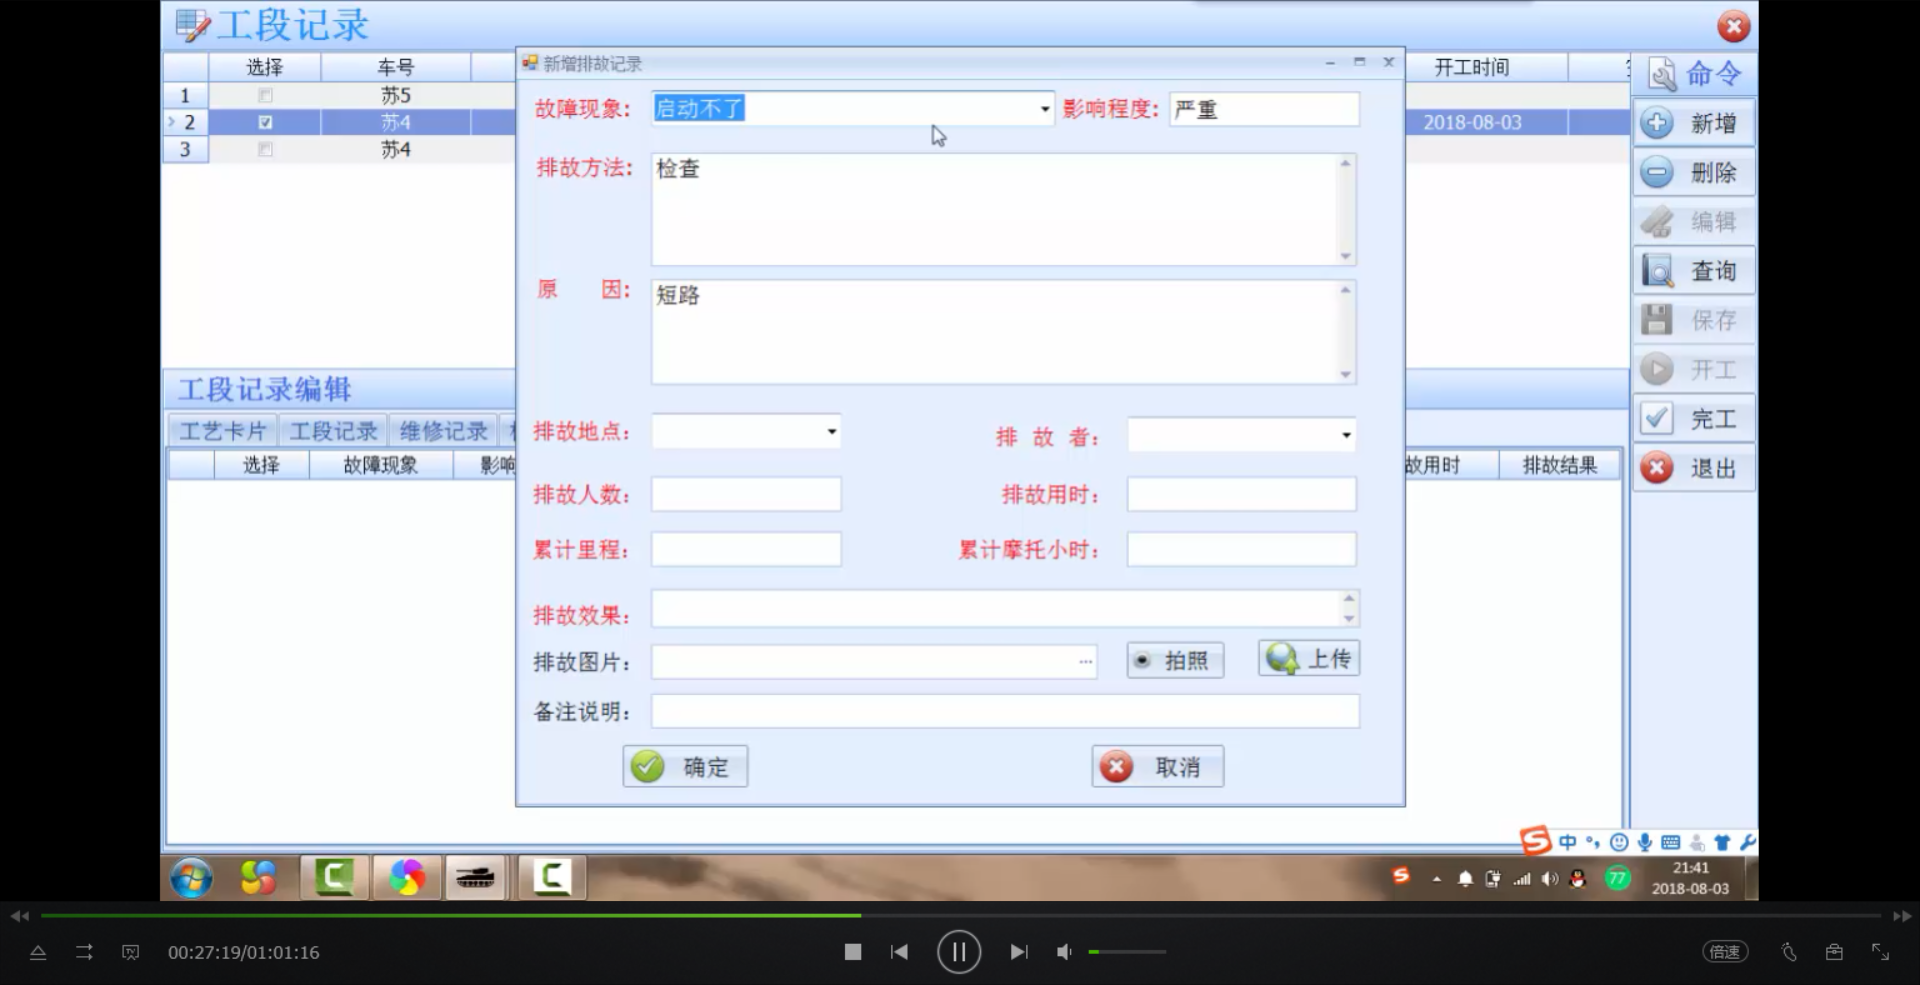 工段记录
选择 车号 开工时间
1 苏5
2 苏4 2018-08-03
3 苏4
新增排故记录
故障现象: 启动不了 影响程度: 严重
排故方法: 检查
原 因: 短路
排故地点: 排 故 者:
排故人数: 排故用时:
累计里程: 累计摩托小时:
排故效果:
排故图片: ... 拍照 上传
备注说明:
确定 取消
命令
新增
删除
编辑
查询
保存
开工
完工
退出
工段记录编辑
工艺卡片 工段记录 维修记录
选择 故障现象 影响 故用时 排故结果
中
77
21:41
2018-08-03
00:27:19/01:01:16
倍速